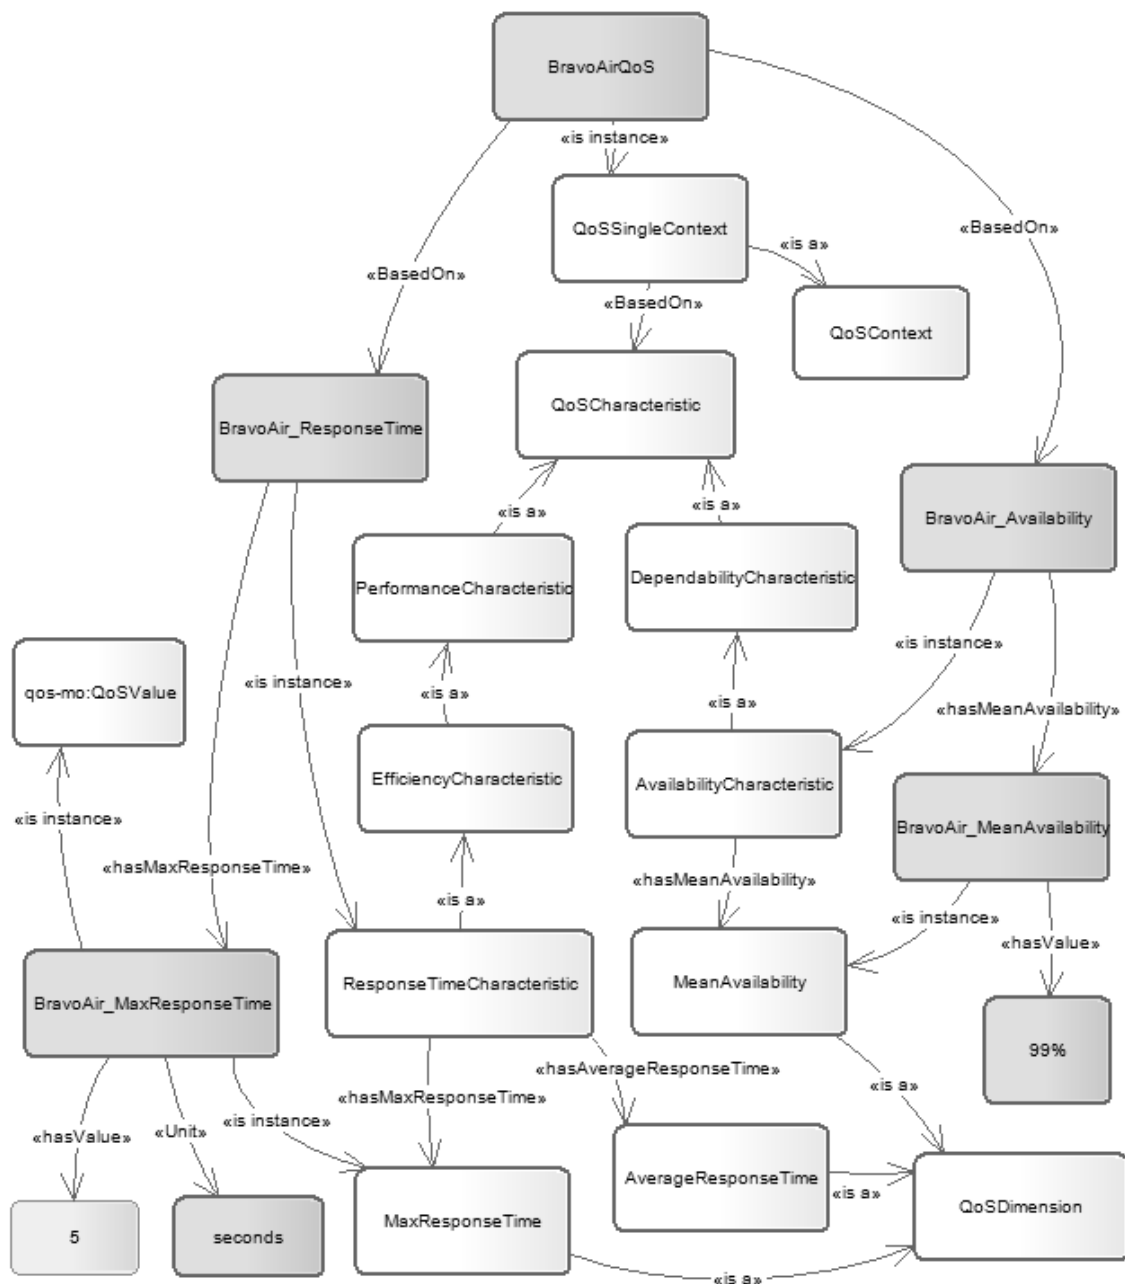 BravoAirQoS
«is instance»
QoSSingleContext
«BasedOn»
«is a»
«BasedOn»
«BasedOn»
QoSContext
BravoAir_ResponseTime
QoSCharacteristic
«is a»
«is a»
BravoAir_Availability
PerformanceCharacteristic
DependabilityCharacteristic
«is instance»
qos-mo:QoSValue
«is instance»
«is a»
«is a»
«hasMeanAvailability»
EfficiencyCharacteristic
AvailabilityCharacteristic
«is instance»
BravoAir_MeanAvailability
«hasMaxResponseTime»
«is a»
«hasMeanAvailability»
«is instance»
«hasValue»
BravoAir_MaxResponseTime
ResponseTimeCharacteristic
MeanAvailability
99%
«hasAverageResponseTime»
«is a»
«hasMaxResponseTime»
«hasValue»
«Unit»
«is instance»
AverageResponseTime
«is a»
QoSDimension
5
seconds
MaxResponseTime
«is a»